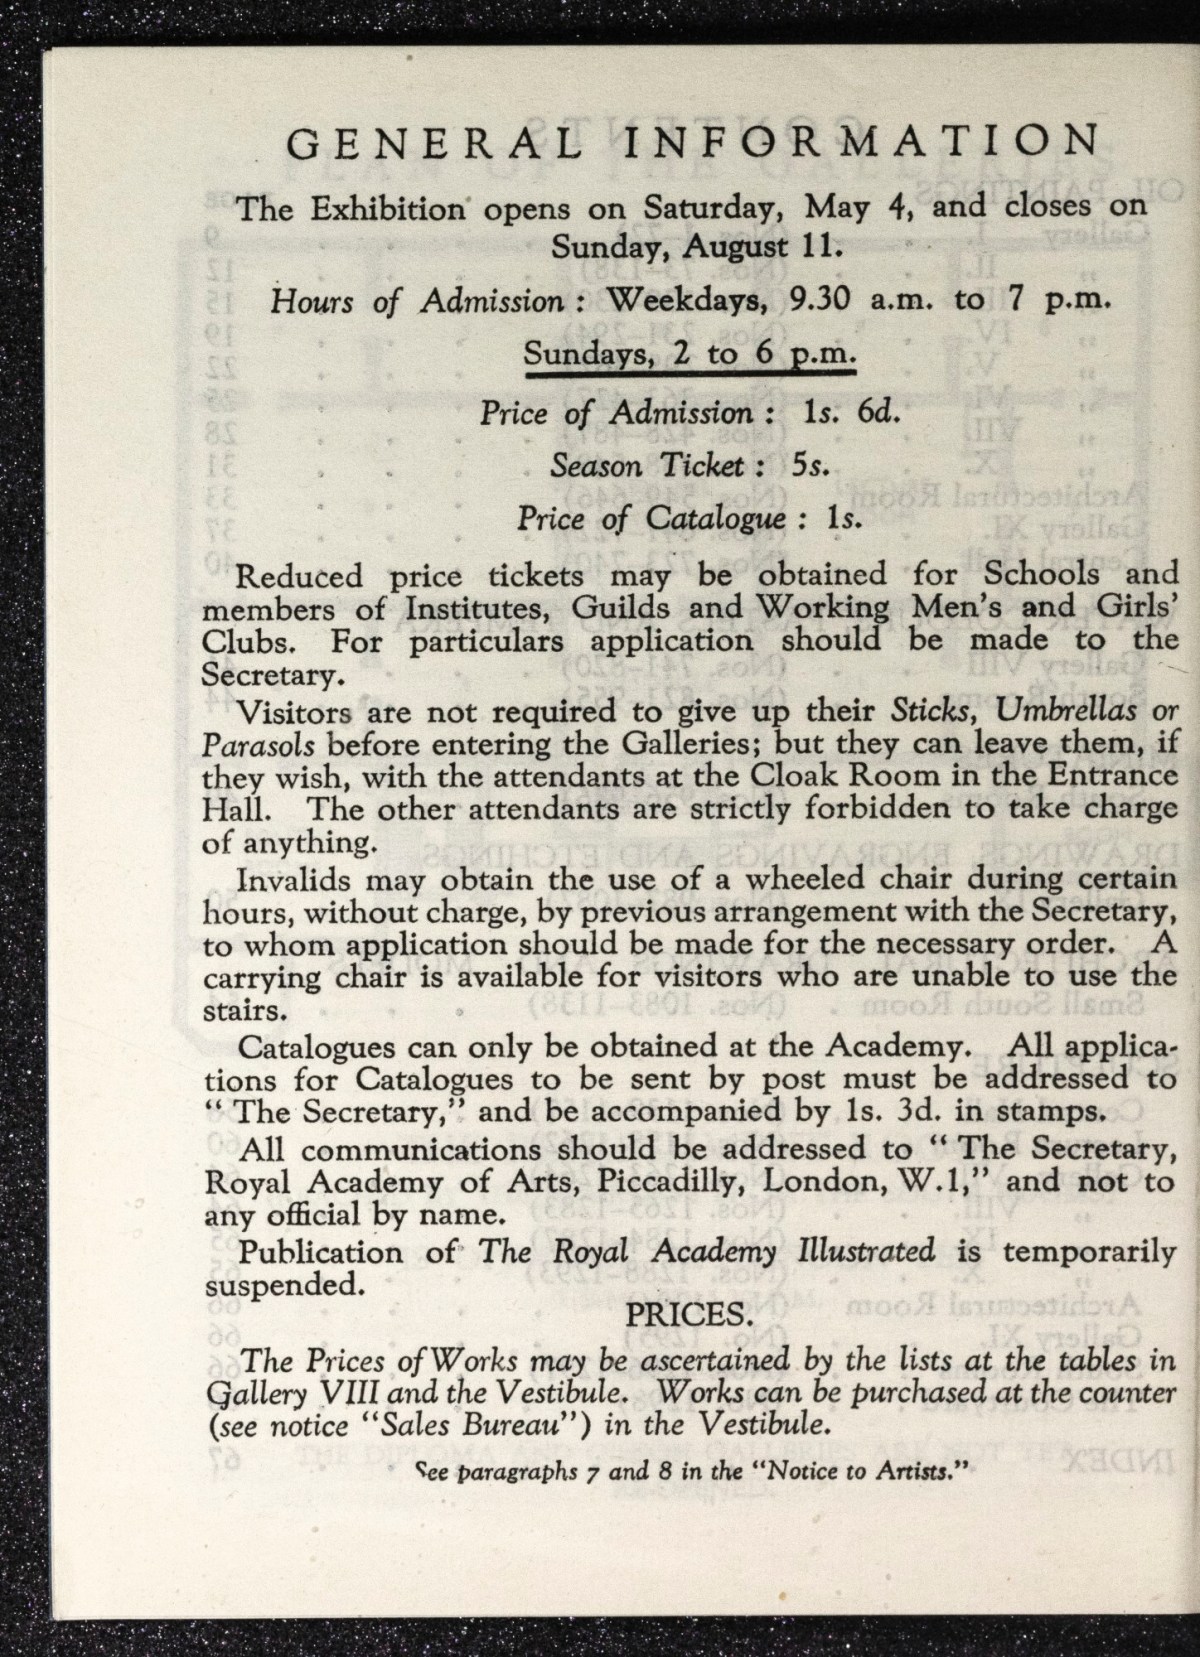 GENERAL INFORMATION
The Exhibition opens on Saturday, May 4, and closes on
Sunday, August 11.
Hours of Admission : Weekdays, 9.30 a.m. to 7 p.m.
Sundays, 2 to 6 p.m.
Price of Admission : 1s. 6d.
Season Ticket : 5s.
Price of Catalogue : 1s.
Reduced price tickets may be obtained for Schools and
members of Institutes, Guilds and Working Men's and Girls'
Clubs. For particulars application should be made to the
Secretary.
Visitors are not required to give up their Sticks, Umbrellas or
Parasols before entering the Galleries; but they can leave them, if
they wish, with the attendants at the Cloak Room in the Entrance
Hall. The other attendants are strictly forbidden to take charge
of anything.
Invalids may obtain the use of a wheeled chair during certain
hours, without charge, by previous arrangement with the Secretary,
to whom application should be made for the necessary order. A
carrying chair is available for visitors who are unable to use the
stairs.
Catalogues can only be obtained at the Academy. All applica-
tions for Catalogues to be sent by post must be addressed to
“ The Secretary,” and be accompanied by 1s. 3d. in stamps.
All communications should be addressed to “ The Secretary,
Royal Academy of Arts, Piccadilly, London, W.1,” and not to
any official by name.
Publication of The Royal Academy Illustrated is temporarily
suspended.
PRICES.
The Prices of Works may be ascertained by the lists at the tables in
Gallery VIII and the Vestibule. Works can be purchased at the counter
(see notice “Sales Bureau”) in the Vestibule.
See paragraphs 7 and 8 in the “Notice to Artists.”